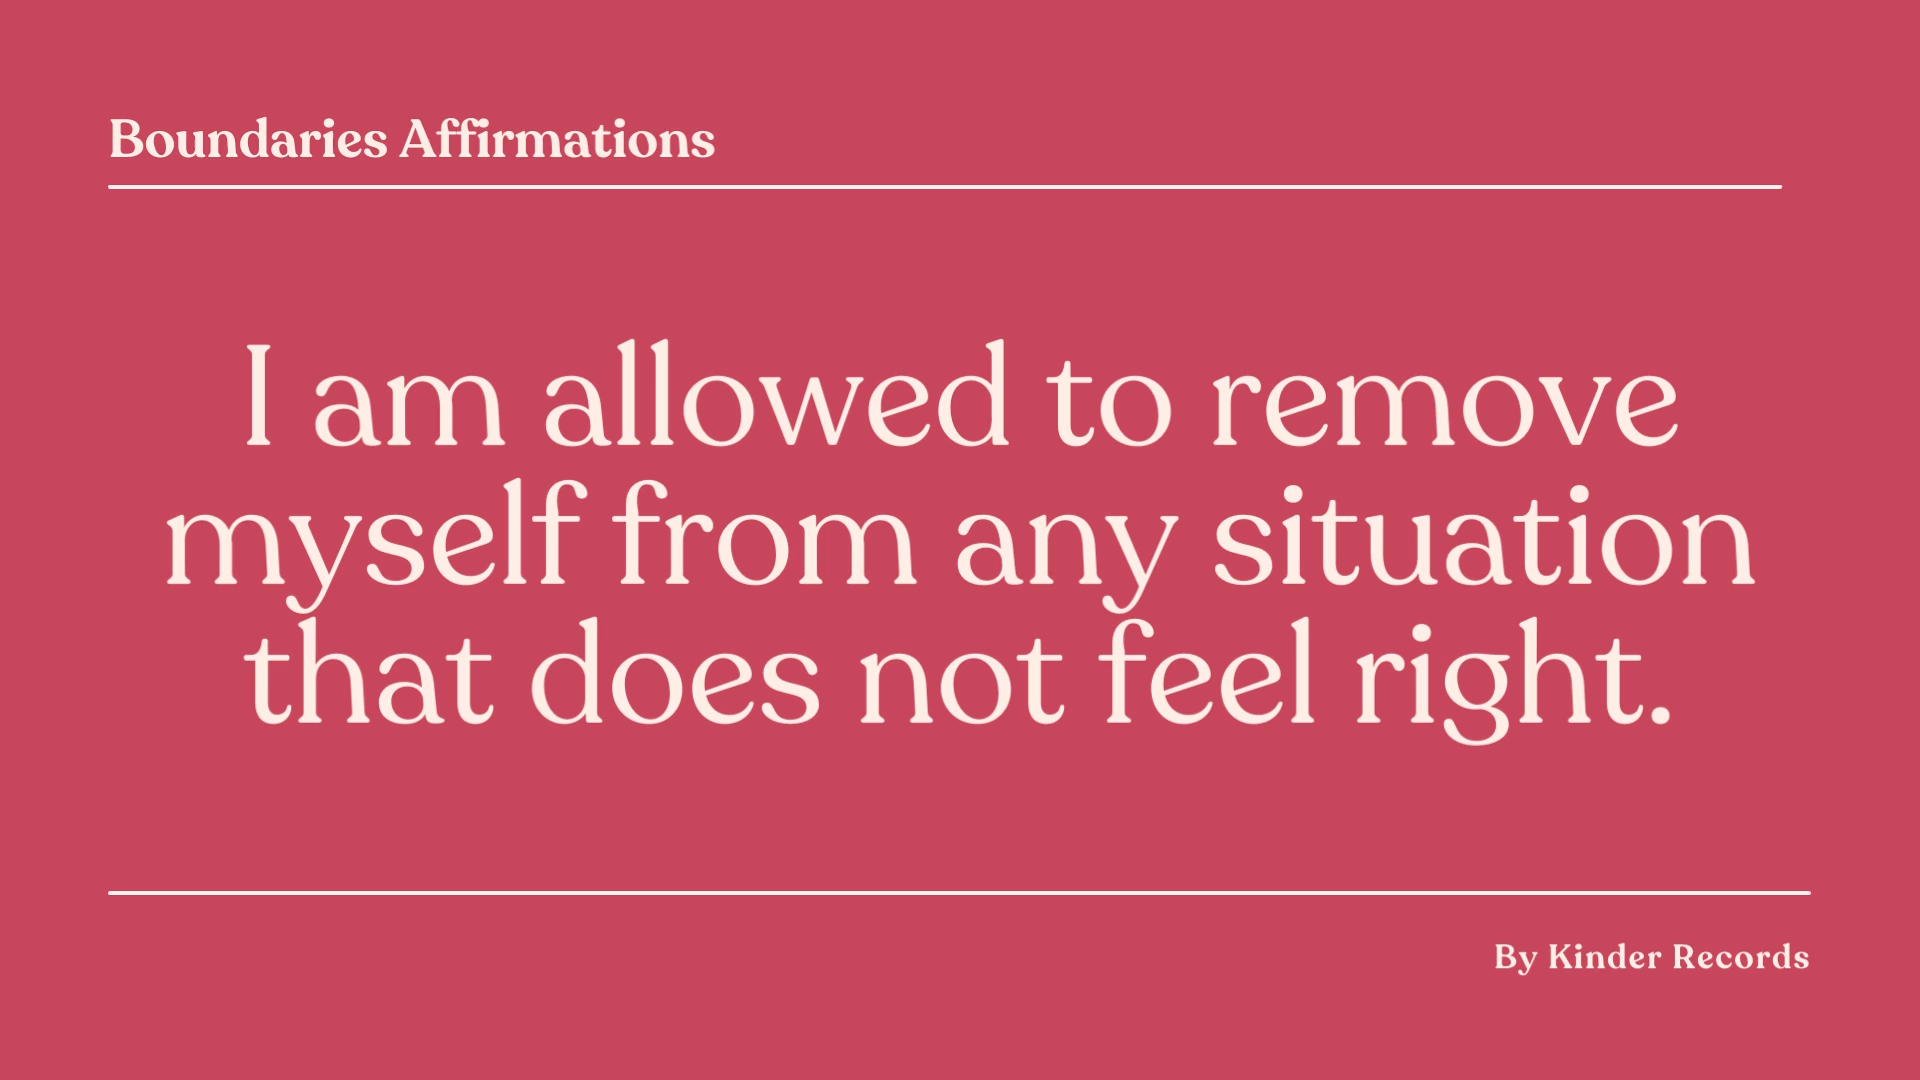 Boundaries Affirmations
I am allowed to remove
myself from any situation
that does not feel right.
By Kinder Records